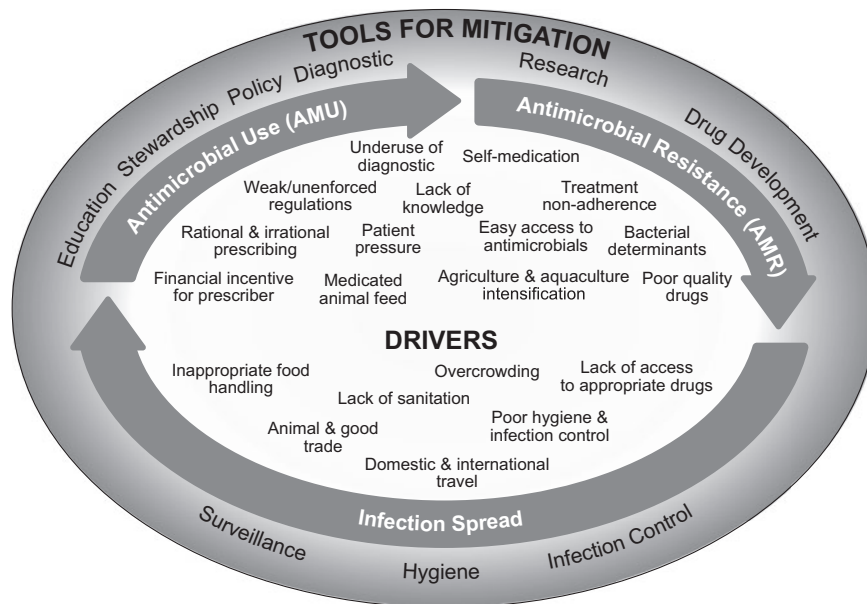 TOOLS FOR MITIGATION
Education Stewardship Policy Diagnostic
Research
Drug Development
Antimicrobial Use (AMU)
Antimicrobial Resistance (AMR)
Underuse of
diagnostic
Self-medication
Weak/unenforced
regulations
Lack of
knowledge
Treatment
non-adherence
Rational & irrational
prescribing
Patient
pressure
Easy access to
antimicrobials
Bacterial
determinants
Financial incentive
for prescriber
Medicated
animal feed
Agriculture & aquaculture
intensification
Poor quality
drugs
DRIVERS
Inappropriate food
handling
Overcrowding
Lack of access
to appropriate drugs
Lack of sanitation
Animal & good
trade
Poor hygiene &
infection control
Domestic & international
travel
Infection Spread
Surveillance
Hygiene
Infection Control